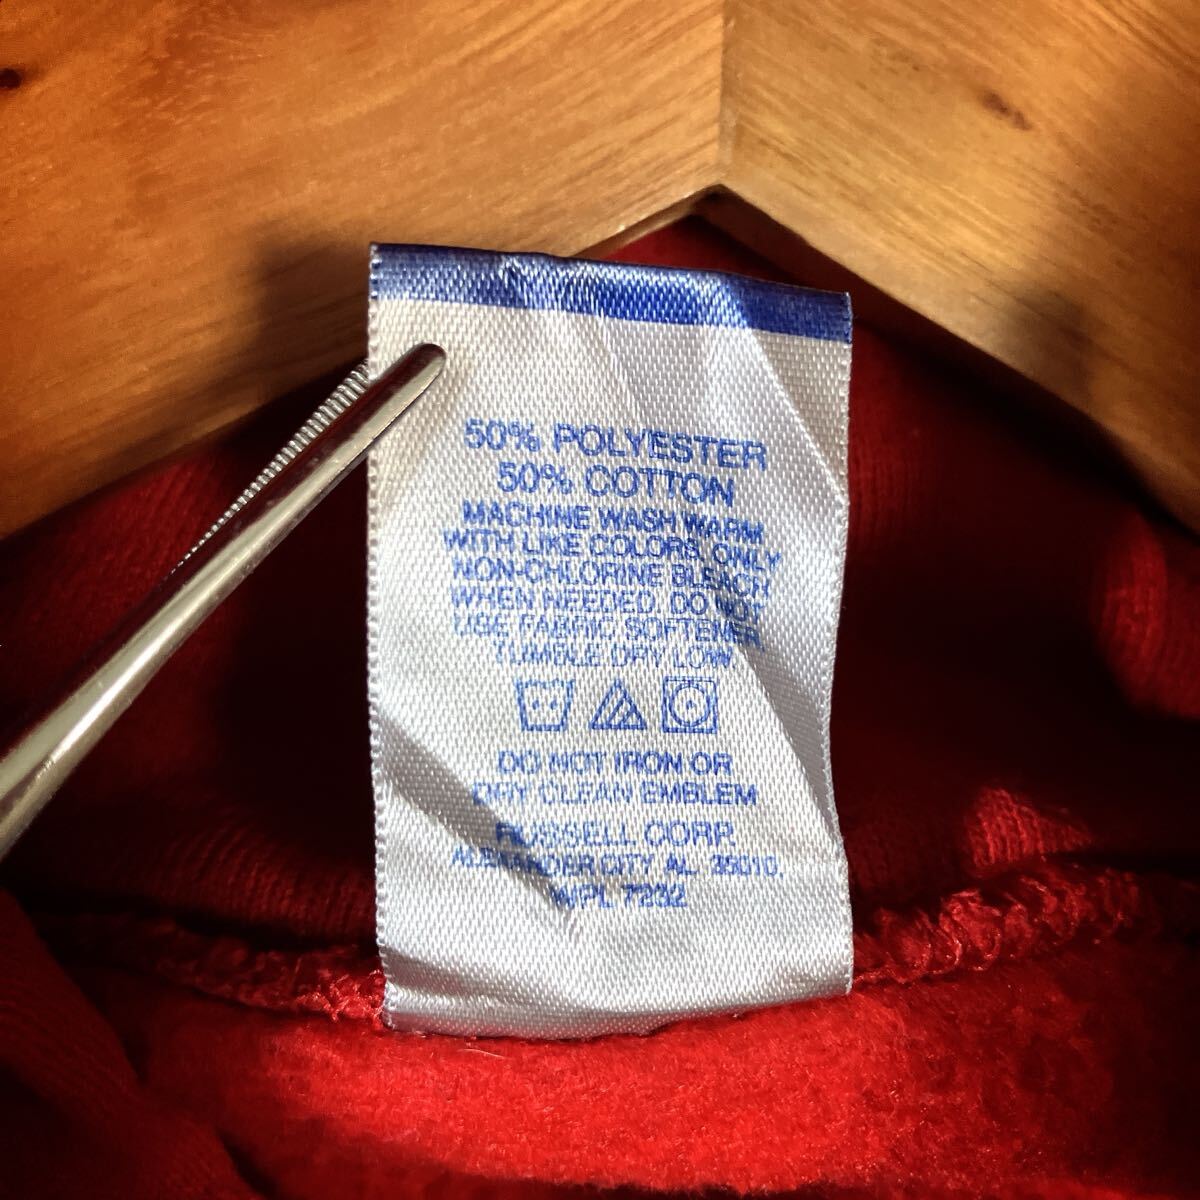 50% POLYESTER
50% COTTON
MACHINE WASH WARM
WITH LIKE COLORS, ONLY
NON-CHLORINE BLEACH
WHEN NEEDED. DO NOT
USE FABRIC SOFTENER
TUMBLE DRY LOW
DO NOT IRON OR
DRY CLEAN EMBLEM
RUSSELL CORP.
ALEXANDER CITY, AL. 35010.
WPL 7232